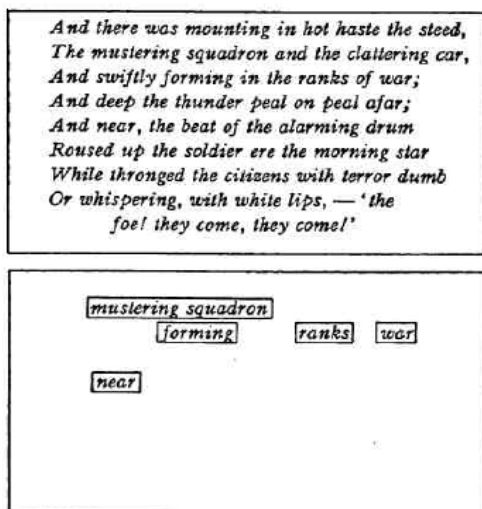 And there was mounting in hot haste the steed,
The mustering squadron and the clattering car,
And swiftly forming in the ranks of war;
And deep the thunder peal on peal afar;
And near, the beat of the alarming drum
Roused up the soldier ere the morning star
While thronged the citizens with terror dumb
Or whispering, with white lips, — ‘the
foe! they come, they come!’
mustering squadron
forming ranks war
near